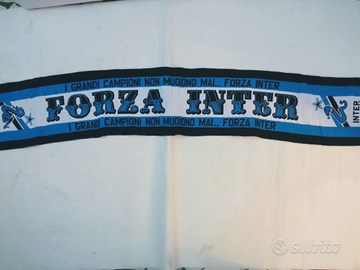 I GRANDI CAMPIONI NON MUOIONO MAI... FORZA INTER
FORZA INTER
I GRANDI CAMPIONI NON MUOIONO MAI... FORZA INTER
INTER
subito